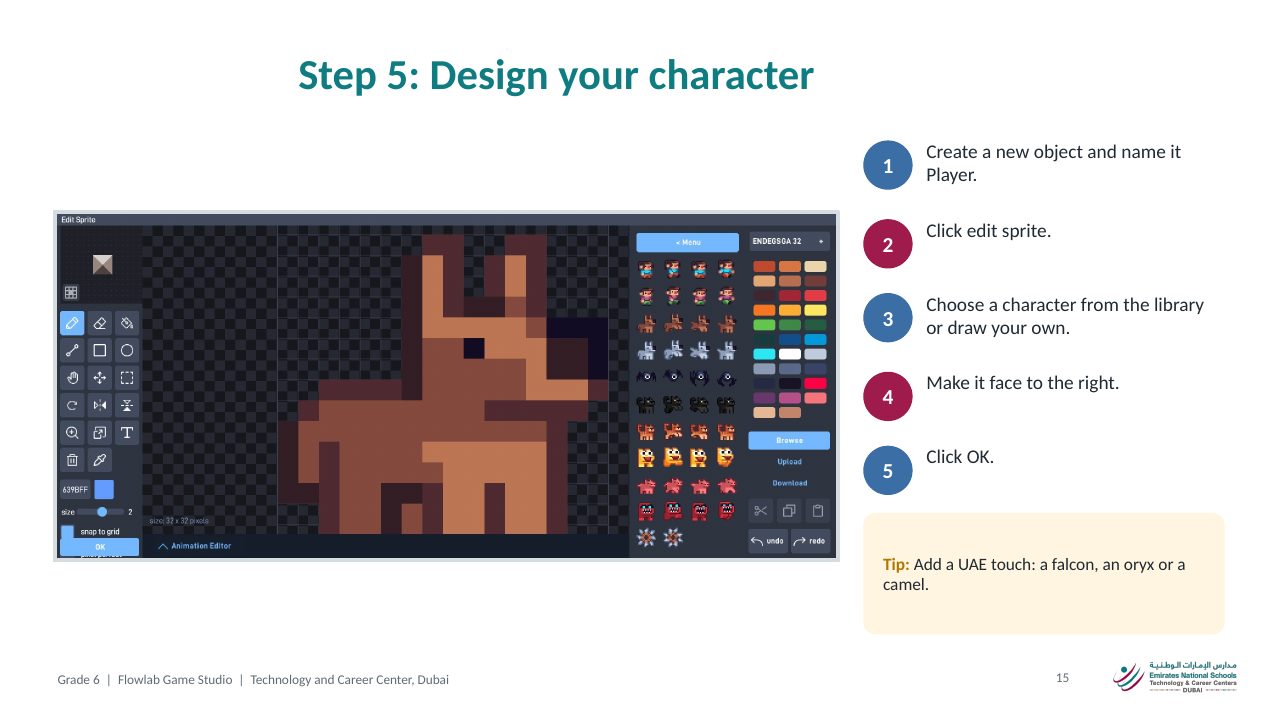 Step 5: Design your character
1
Create a new object and name it
Player.
2
Click edit sprite.
3
Choose a character from the library
or draw your own.
4
Make it face to the right.
5
Click OK.
Tip: Add a UAE touch: a falcon, an oryx or a
camel.
Edit Sprite
639BFF
size
2
snap to grid
OK
size: 32 x 32 pixels
Animation Editor
< Menu
ENDEGSGA 32
+
Browse
Upload
Download
undo
redo
Grade 6 | Flowlab Game Studio | Technology and Career Center, Dubai
15
مدارس الإمارات الوطنية
Emirates National Schools
Technology & Career Centers
DUBAI